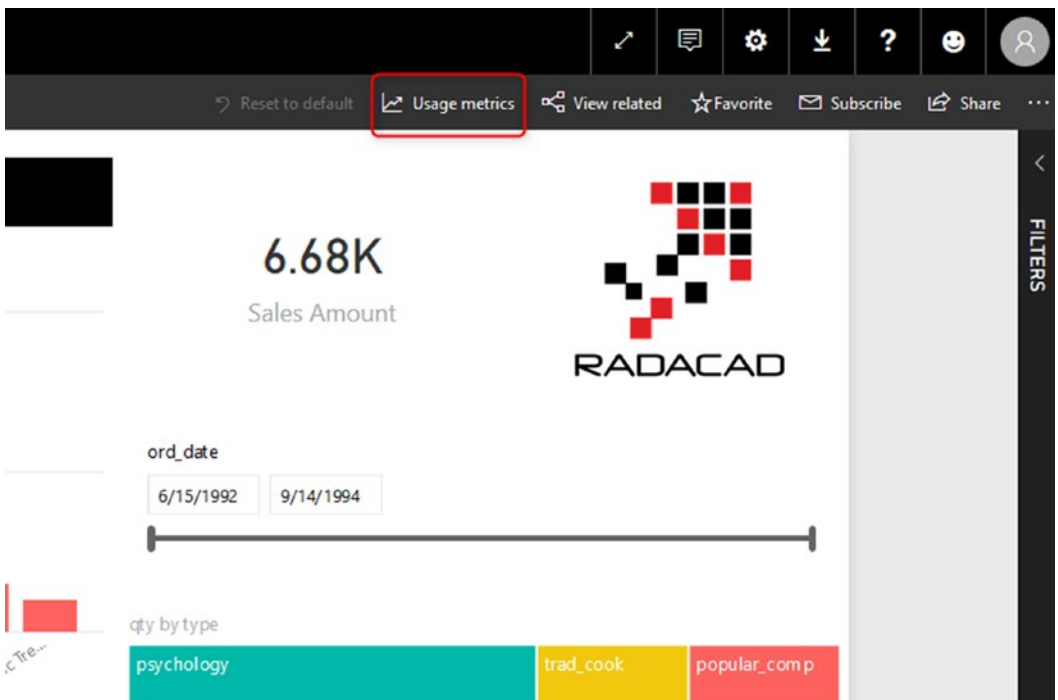 ?
Reset to default Usage metrics View related Favorite Subscribe Share ...
FILTERS
6.68K
Sales Amount
RADACAD
ord_date
6/15/1992 9/14/1994
qty by type
psychology trad_cook popular_comp
c Tre...